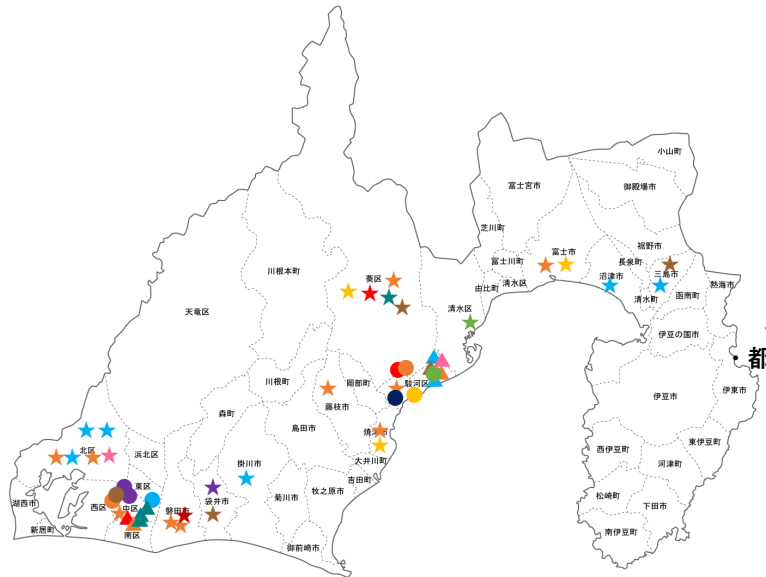 小山町
御殿場市
富士宮市
芝川町
裾野市
富士市
長泉町
富士川町
三島市
沼津市
葵区
川根本町
熱海市
清水区
由比町
函南町
清水町
清水区
天竜区
伊豆の国市
都
川根町
岡部町
駿河区
伊東市
伊豆市
藤枝市
森町
島田市
焼津市
東伊豆町
西伊豆町
北区
浜北区
大井川町
掛川市
河津町
吉田町
東区
牧之原市
菊川市
松崎町
湖西市
袋井市
西区
中区
磐田市
下田市
新居町
南区
南伊豆町
御前崎市